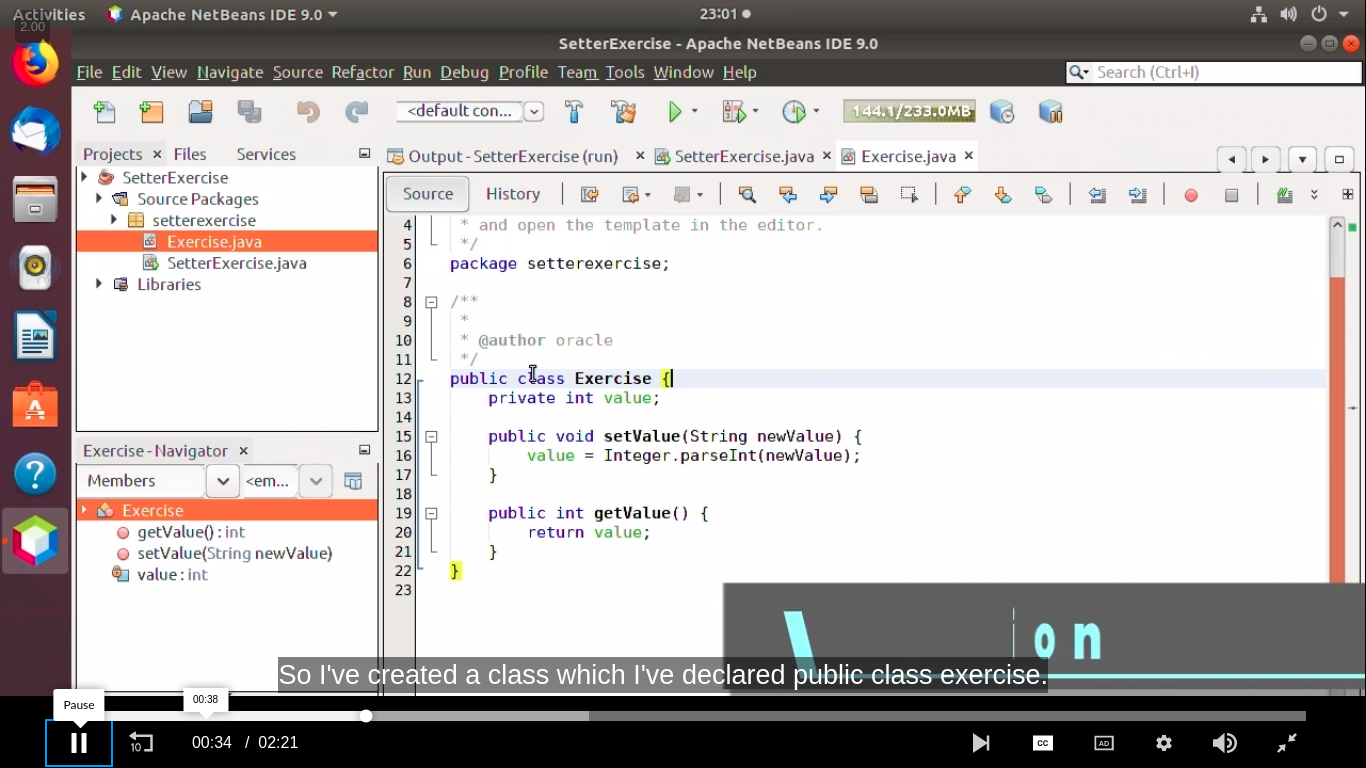 Activities Apache NetBeans IDE 9.0 23:01
2.00
SetterExercise - Apache NetBeans IDE 9.0
File Edit View Navigate Source Refactor Run Debug Profile Team Tools Window Help
Search (Ctrl+I)
<default con...
144.1/233.0MB
Projects × Files Services
SetterExercise
Source Packages
setterexercise
Exercise.java
SetterExercise.java
Libraries
Exercise - Navigator ×
Members <em...
Exercise
getValue() : int
setValue(String newValue)
value : int
Output - SetterExercise (run) × SetterExercise.java × Exercise.java ×
Source History
4 * and open the template in the editor.
5 */
6 package setterexercise;
7
8 /**
9 *
10 * @author oracle
11 */
12 public class Exercise {
13 private int value;
14
15 public void setValue(String newValue) {
16 value = Integer.parseInt(newValue);
17 }
18
19 public int getValue() {
20 return value;
21 }
22 }
23
on
So I've created a class which I've declared public class exercise.
Pause
00:38
10 00:34 / 02:21
CC AD